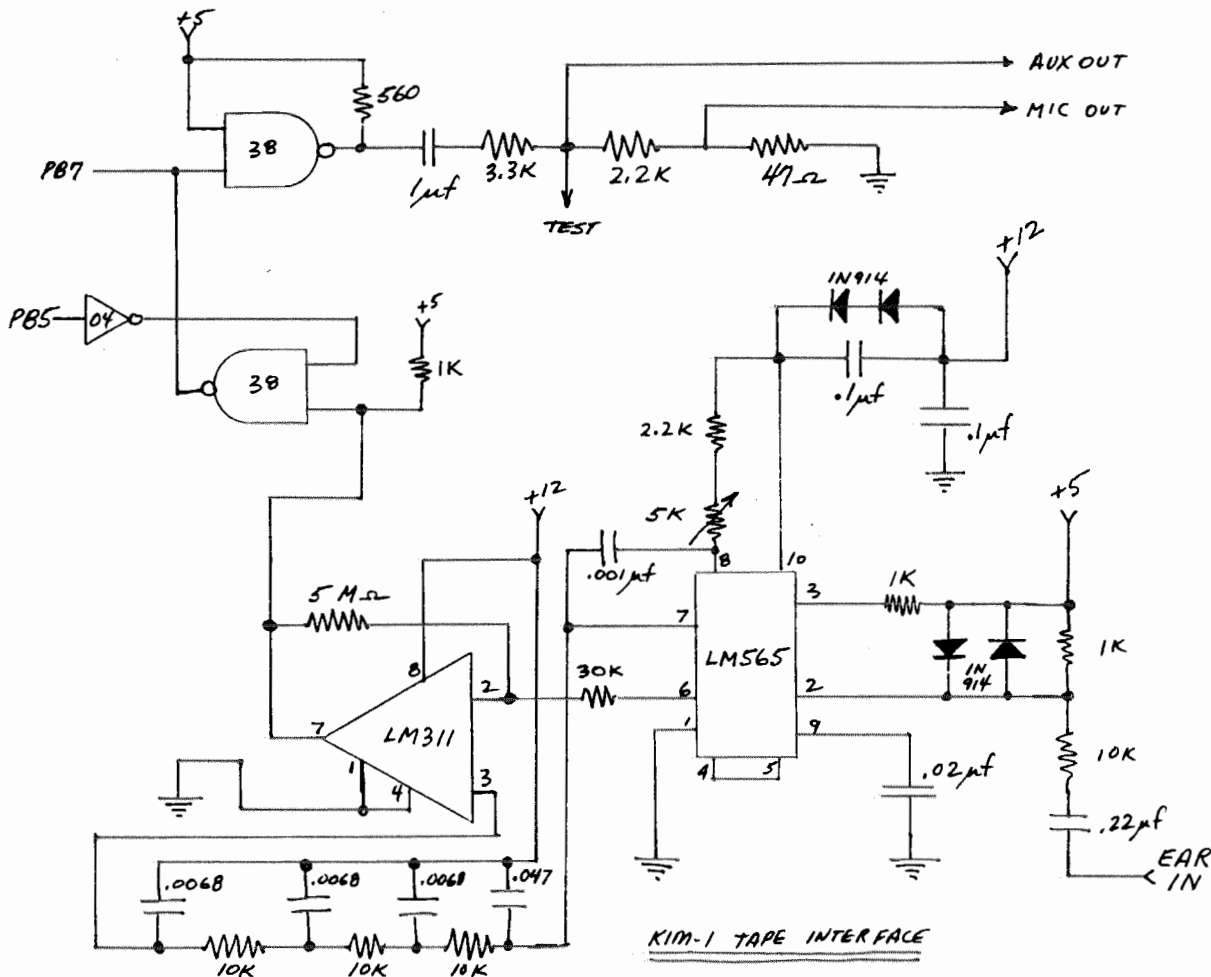 +5
560
AUX OUT
MIC OUT
38
PB7
1μf
3.3K
2.2K
47Ω
TEST
+12
1N914
PB5
04
+5
38
1K
.1μf
2.2K
.1μf
+12
+5
5K
.001μf
8
10
1K
5 MΩ
3
7
1K
8
LM565
30K
2
1N
914
2
6
7
LM311
1
9
10K
1
4
3
4
5
.02μf
.22μf
EAR
IN
.0068
.0068
.0068
.047
10K
10K
10K
KIM-1 TAPE INTERFACE